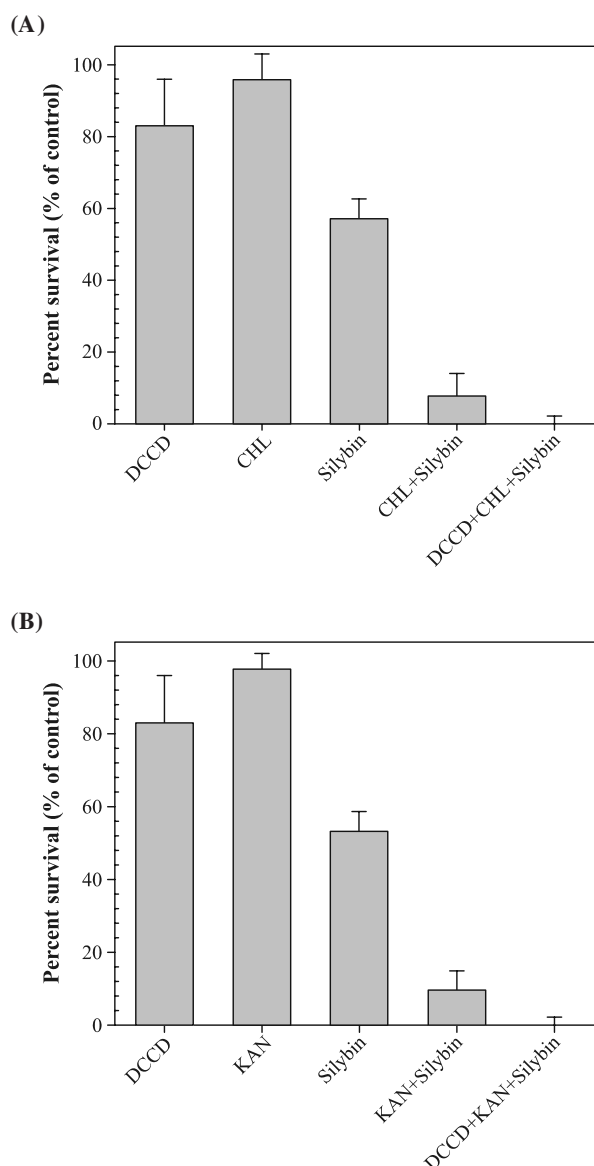 (A)
Percent survival (% of control)
100
80
60
40
20
0
DCCD
CHL
Silybin
CHL+Silybin
DCCD+CHL+Silybin
(B)
Percent survival (% of control)
100
80
60
40
20
0
DCCD
KAN
Silybin
KAN+Silybin
DCCD+KAN+Silybin